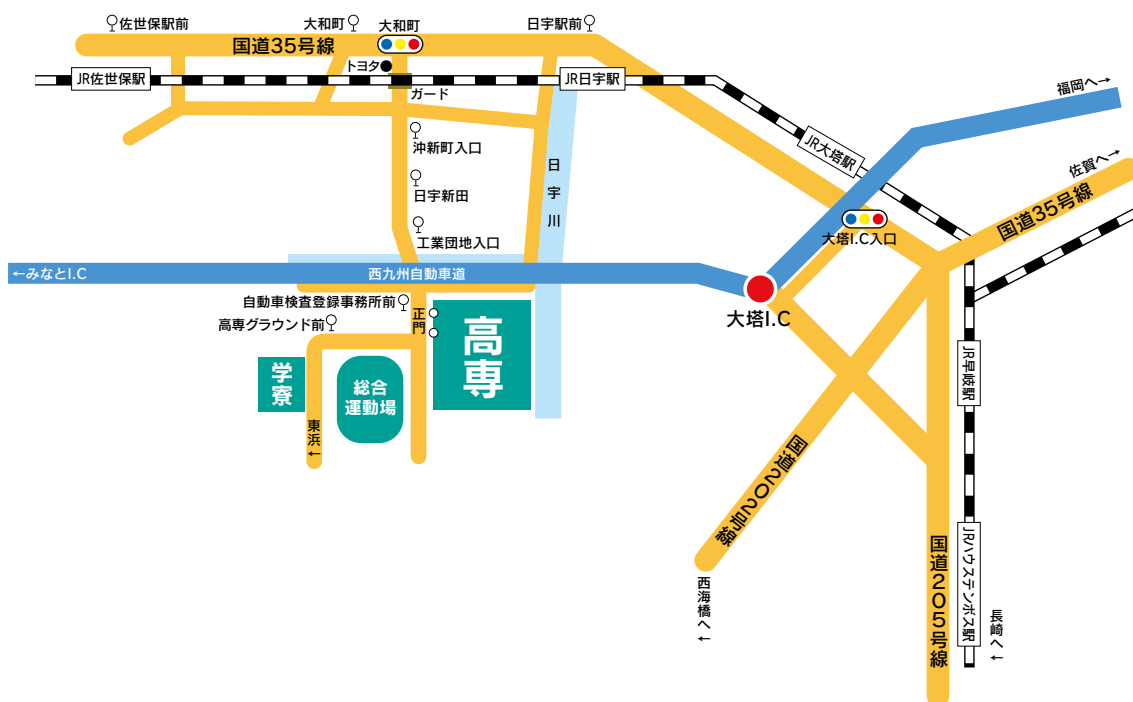 佐世保駅前
大和町
大和町
日宇駅前
国道35号線
トヨタ
JR佐世保駅
JR日宇駅
ガード
福岡へ→
沖新町入口
JR大塔駅
佐賀へ→
日宇新田
日宇川
国道35号線
工業団地入口
大塔I.C入口
←みなとI.C
西九州自動車道
自動車検査登録事務所前
正門
高専グラウンド前
大塔I.C
高専
学寮
総合
運動場
JR早岐駅
東浜←
国道202号線
国道205号線
JRハウステンボス駅
西海橋へ←
長崎へ←